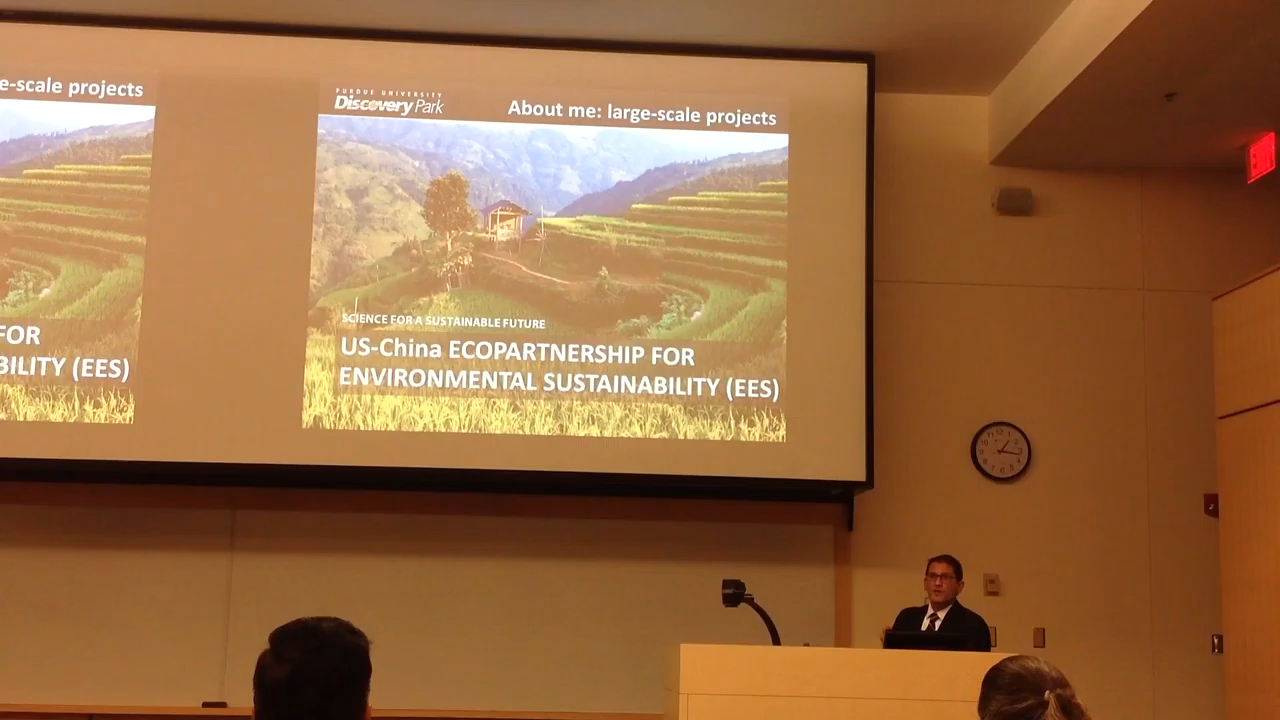 e-scale projects
FOR
BILITY (EES)
PURDUE UNIVERSITY
Discovery Park
About me: large-scale projects
SCIENCE FOR A SUSTAINABLE FUTURE
US-China ECOPARTNERSHIP FOR
ENVIRONMENTAL SUSTAINABILITY (EES)
EXIT